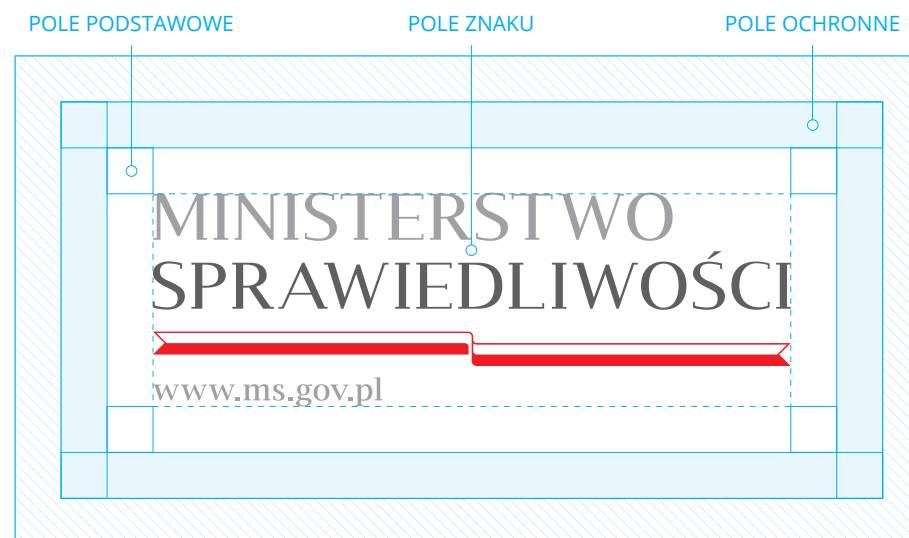 POLE PODSTAWOWE POLE ZNAKU POLE OCHRONNE
MINISTERSTWO
SPRAWIEDLIWOŚCI
www.ms.gov.pl